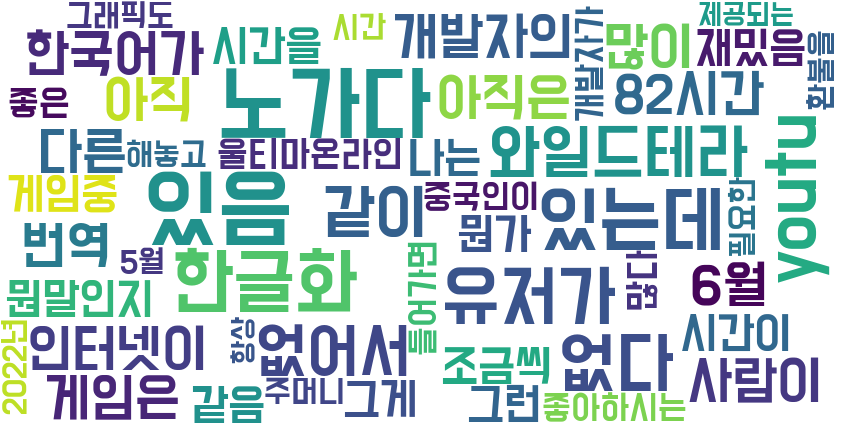 그래픽도
시간
제공되는
한국어가
시간을
개발자의
개발자가
많이
재밌음
환불을
좋은
아직
노가다
아직은
82시간
다른
해놓고
울티마온라인
나는
와일드테라
youtu
게임중
있음
같이
중국인이
있는데
필요한
번역
5월
한글화
뭔가
많다
6월
뭔말인지
들어가면
유저가
2022년
인터넷이
항상
없어서
조금씩
없다
시간이
게임은
같음
주머니
그게
그런
좋아하시는
사람이